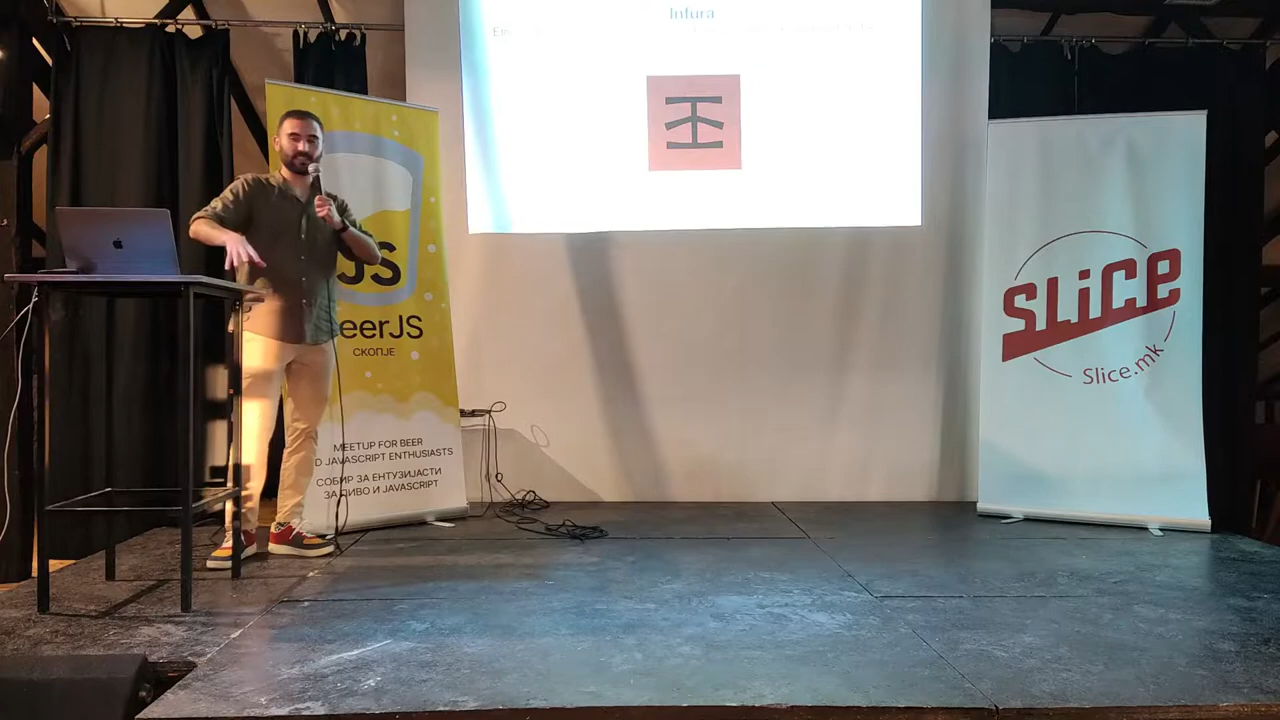 Infura
JS
eerJS
СКОПЈЕ
MEETUP FOR BEER
D JAVASCRIPT ENTHUSIASTS
СОБИР ЗА ЕНТУЗИЈАСТИ
ЗА ПИВО И JAVASCRIPT
SLiCe
Slice.mk